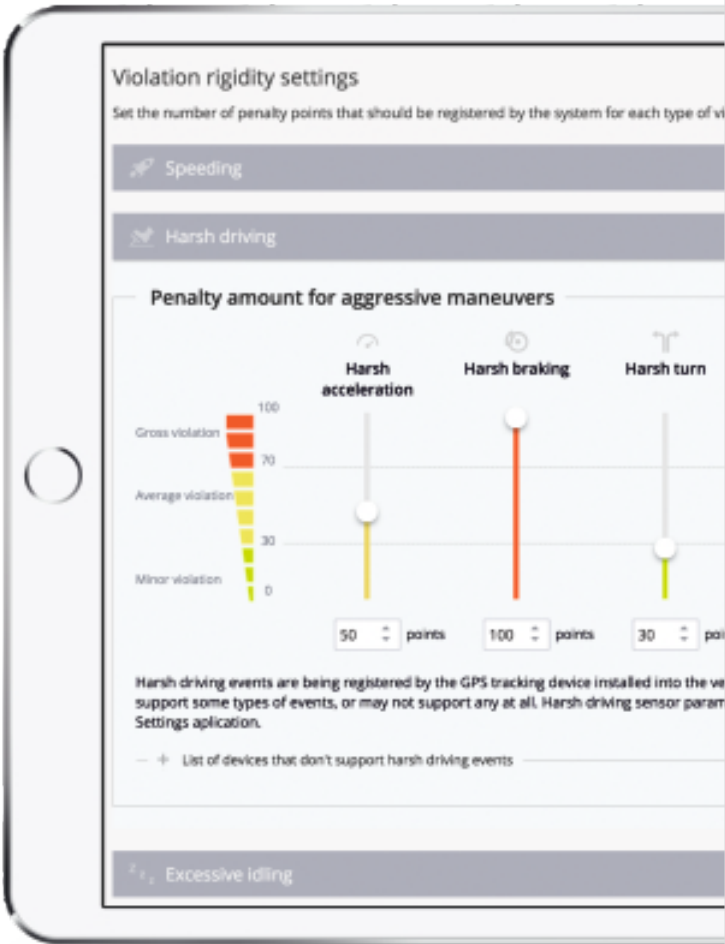 Violation rigidity settings
Set the number of penalty points that should be registered by the system for each type of vi
Speeding
Harsh driving
Penalty amount for aggressive maneuvers
Harsh
acceleration
Harsh braking
Harsh turn
100
Gross violation
70
Average violation
30
Minor violation
0
50 points
100 points
30 poi
Harsh driving events are being registered by the GPS tracking device installed into the ve
support some types of events, or may not support any at all. Harsh driving sensor param
Settings aplication.
+ List of devices that don't support harsh driving events
z z z Excessive idling